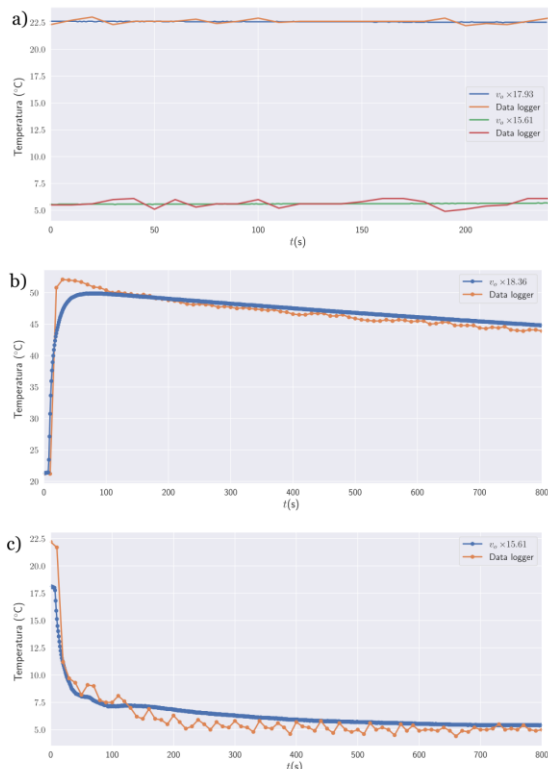 a)
22.5
20.0
17.5
15.0
12.5
10.0
7.5
5.0
Temperatura (°C)
vₒ ×17.93
Data logger
vₒ ×15.61
Data logger
0
50
100
150
200
t(s)
b)
50
45
40
35
30
25
20
Temperatura (°C)
vₒ ×18.36
Data logger
0
100
200
300
400
500
600
700
800
t(s)
c)
22.5
20.0
17.5
15.0
12.5
10.0
7.5
5.0
Temperatura (°C)
vₒ ×15.61
Data logger
0
100
200
300
400
500
600
700
800
t(s)